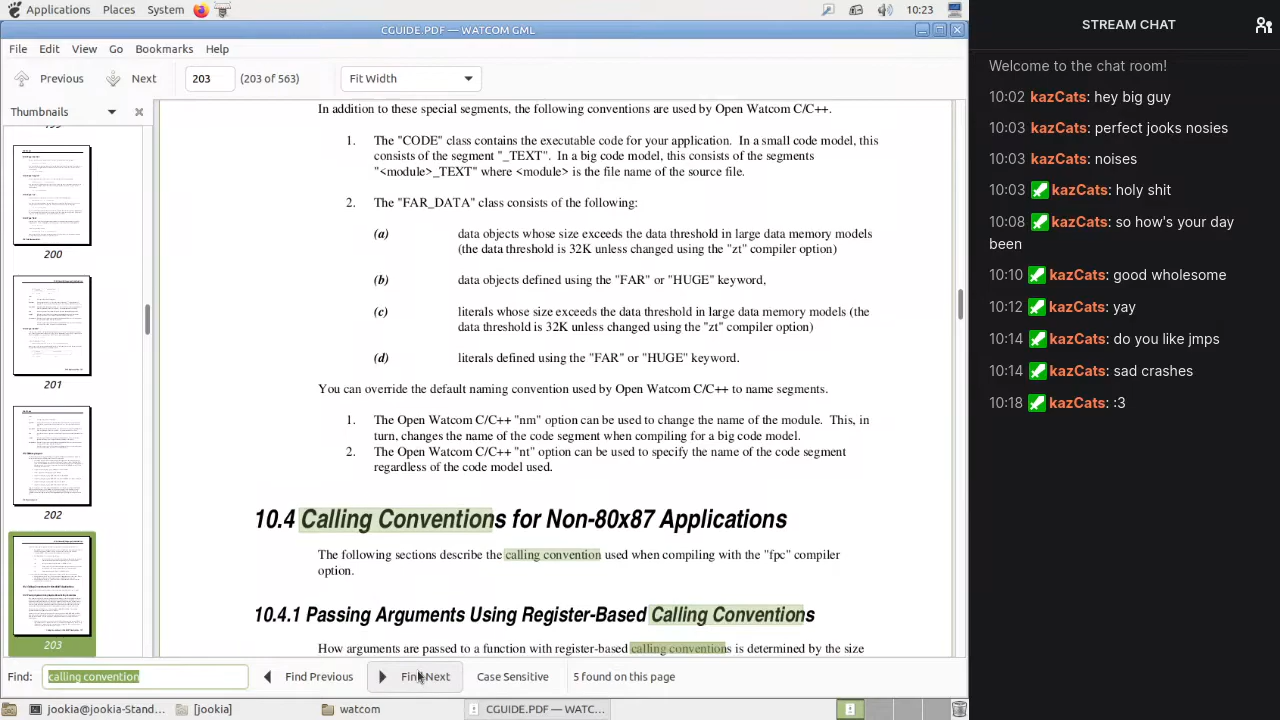 Applications Places System 10:23
CGUIDE.PDF — WATCOM GML
File Edit View Go Bookmarks Help
Previous Next 203 (203 of 563) Fit Width
Thumbnails
200
201
202
203
In addition to these special segments, the following conventions are used by Open Watcom C/C++.
1. The "CODE" class contains the executable code for your application. In a small code model, this
consists of the segment "_TEXT". In a big code model, this consists of the segments
"<module>_TEXT" where <module> is the file name of the source file.
2. The "FAR_DATA" class consists of the following:
(a) data objects whose size exceeds the data threshold in large data memory models
(the data threshold is 32K unless changed using the "zt" compiler option)
(b) data objects defined using the "FAR" or "HUGE" keyword,
(c) literals whose size exceeds the data threshold in large data memory models (the
data threshold is 32K unless changed using the "zt" compiler option)
(d) literals defined using the "FAR" or "HUGE" keyword.
You can override the default naming convention used by Open Watcom C/C++ to name segments.
1. The Open Watcom C/C++ "nm" option can be used to change the name of the module. This, in
turn, changes the name of the code segment when compiling for a big code model.
2. The Open Watcom C/C++ "nt" option can be used to specify the name of the code segment
regardless of the code model used.
10.4 Calling Conventions for Non-80x87 Applications
The following sections describe the calling convention used when compiling with the "fpc" compiler
option.
10.4.1 Passing Arguments Using Register-Based Calling Conventions
How arguments are passed to a function with register-based calling conventions is determined by the size
Find: calling convention Find Previous Find Next Case Sensitive 5 found on this page
jookia@jookia-Stand... [jookia] watcom CGUIDE.PDF — WATC...
STREAM CHAT
Welcome to the chat room!
10:02 kazCats: hey big guy
10:03 kazCats: perfect jooks nosies
10:03 kazCats: noises
10:03 kazCats: holy shit
10:08 kazCats: so how's your day
been
10:10 kazCats: good wholesome
10:12 kazCats: yay
10:14 kazCats: do you like jmps
10:14 kazCats: sad crashes
10:18 kazCats: :3